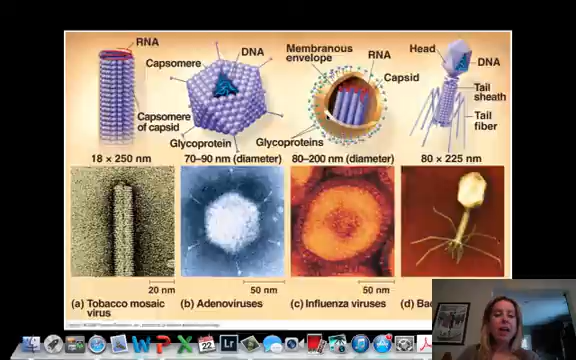 RNA
Capsomere
of capsid
18 × 250 nm
20 nm
(a) Tobacco mosaic
virus
Capsomere
DNA
Glycoprotein
70–90 nm (diameter)
50 nm
(b) Adenoviruses
Membranous
envelope
RNA
Capsid
Glycoproteins
80–200 nm (diameter)
50 nm
(c) Influenza viruses
Head
DNA
Tail
sheath
Tail
fiber
80 × 225 nm
(d) Bac
22